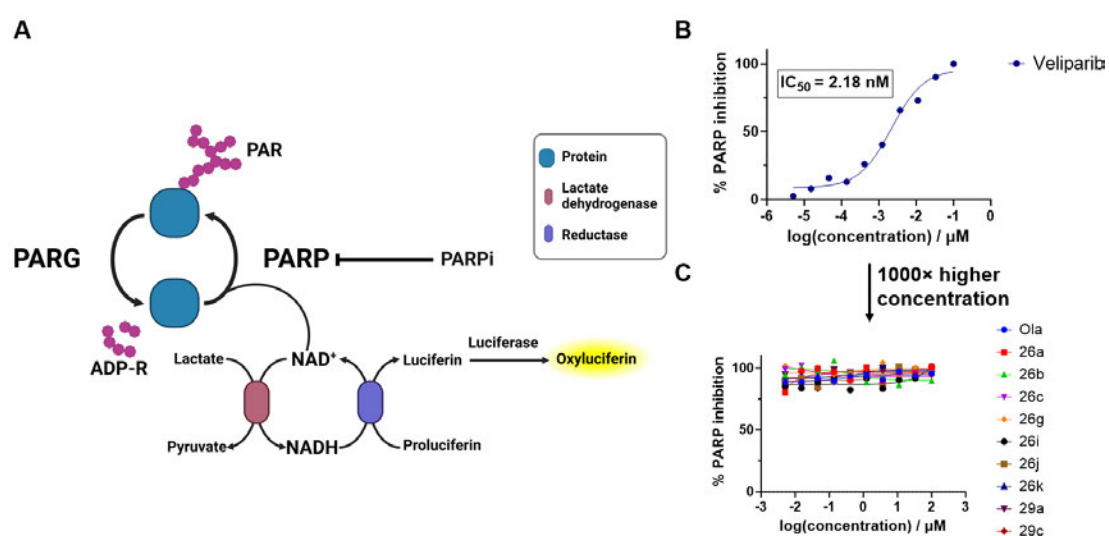 A
PAR
PARG
PARP
PARPi
ADP-R
Protein
Lactate
dehydrogenase
Reductase
Lactate
NAD+
Luciferin
Luciferase
Oxyluciferin
Pyruvate
NADH
Proluciferin
B
% PARP inhibition
100
50
0
IC50 = 2.18 nM
Veliparib
-6 -5 -4 -3 -2 -1 0
log(concentration) / μM
1000× higher
concentration
C
% PARP inhibition
100
50
0
-3 -2 -1 0 1 2 3
log(concentration) / μM
Ola
26a
26b
26c
26g
26i
26j
26k
29a
29c